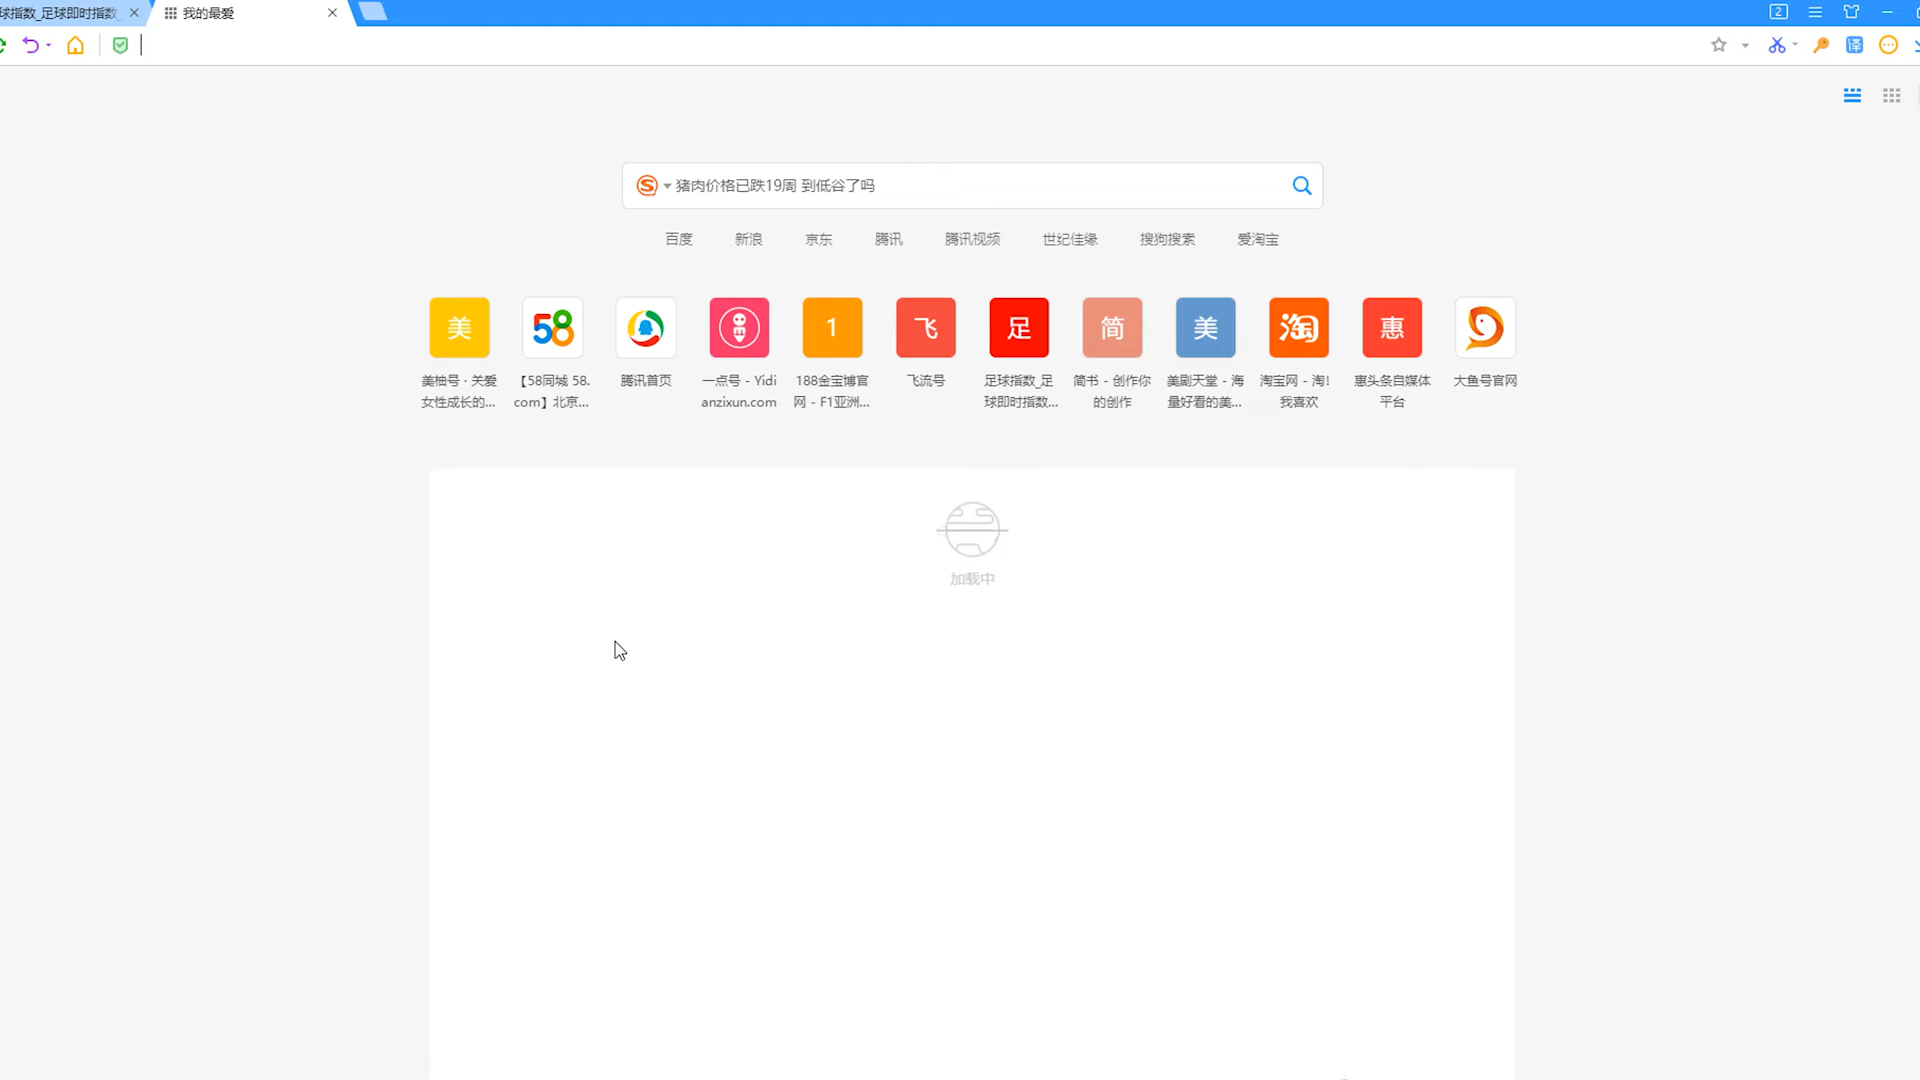 球指数_足球即时指数
我的最爱
2
译
猪肉价格已跌19周 到低谷了吗
百度
新浪
京东
腾讯
腾讯视频
世纪佳缘
搜狗搜索
爱淘宝
美
58
1
飞
足
简
美
淘
惠
美柚号·关爱
女性成长的...
【58同城 58.
com】北京...
腾讯首页
一点号 - Yidi
anzixun.com
188金宝博官
网 - F1亚洲...
飞流号
足球指数_足
球即时指数...
简书 - 创作你
的创作
美剧天堂 - 海
量好看的美...
淘宝网 - 淘!
我喜欢
惠头条自媒体
平台
大鱼号官网
加载中